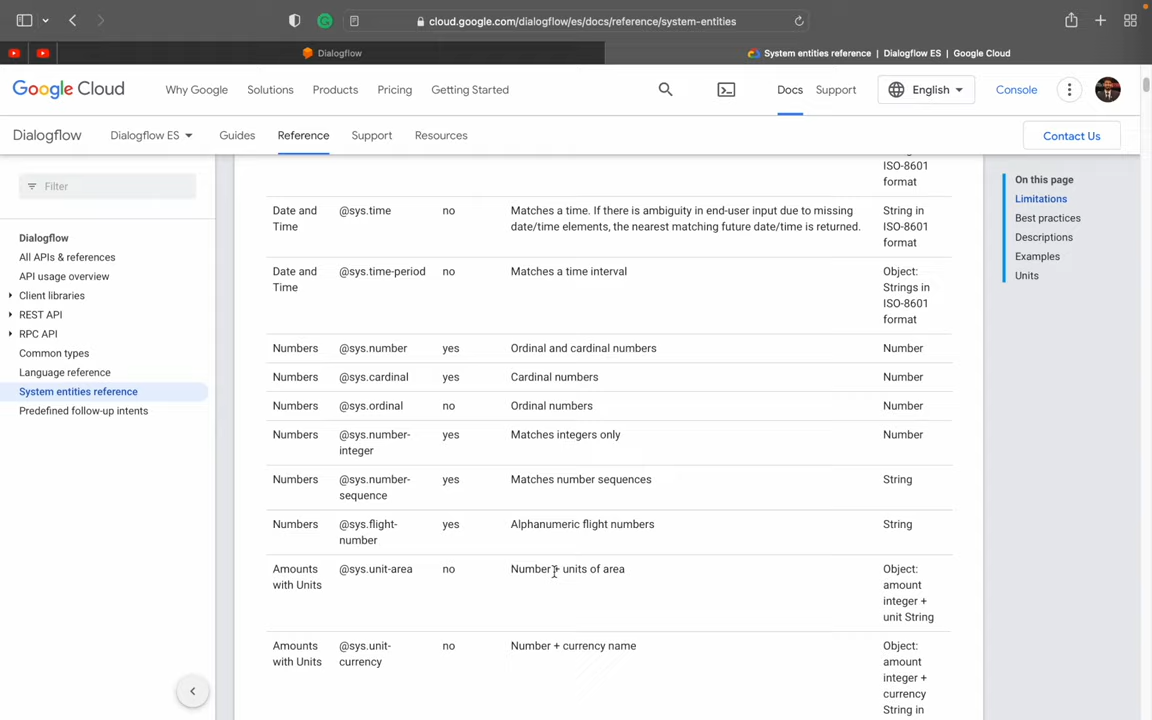 cloud.google.com/dialogflow/es/docs/reference/system-entities
Dialogflow
System entities reference | Dialogflow ES | Google Cloud
Google Cloud
Why Google
Solutions
Products
Pricing
Getting Started
Docs
Support
English
Console
Dialogflow
Dialogflow ES
Guides
Reference
Support
Resources
Contact Us
Filter
Dialogflow
All APIs & references
API usage overview
Client libraries
REST API
RPC API
Common types
Language reference
System entities reference
Predefined follow-up intents
ISO-8601
format
Date and
Time
@sys.time
no
Matches a time. If there is ambiguity in end-user input due to missing
date/time elements, the nearest matching future date/time is returned.
String in
ISO-8601
format
Date and
Time
@sys.time-period
no
Matches a time interval
Object:
Strings in
ISO-8601
format
Numbers
@sys.number
yes
Ordinal and cardinal numbers
Number
Numbers
@sys.cardinal
yes
Cardinal numbers
Number
Numbers
@sys.ordinal
no
Ordinal numbers
Number
Numbers
@sys.number-
integer
yes
Matches integers only
Number
Numbers
@sys.number-
sequence
yes
Matches number sequences
String
Numbers
@sys.flight-
number
yes
Alphanumeric flight numbers
String
Amounts
with Units
@sys.unit-area
no
Number + units of area
Object:
amount
integer +
unit String
Amounts
with Units
@sys.unit-
currency
no
Number + currency name
Object:
amount
integer +
currency
String in
On this page
Limitations
Best practices
Descriptions
Examples
Units